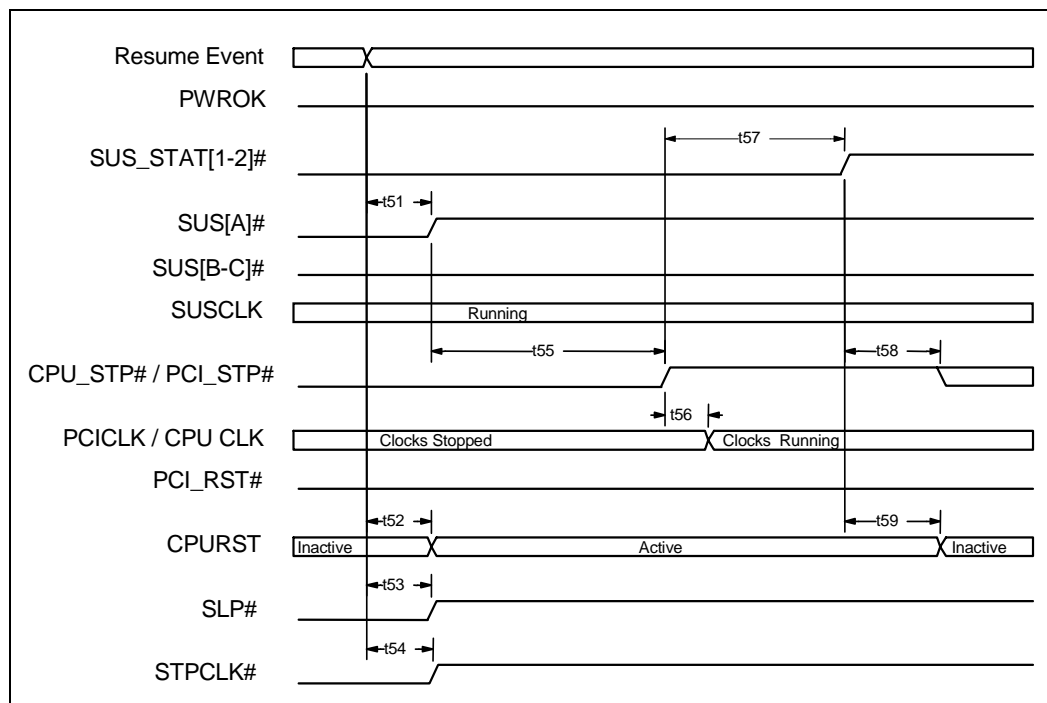 Resume Event
PWROK
t57
SUS_STAT[1-2]#
t51
SUS[A]#
SUS[B-C]#
SUSCLK
Running
t55
t58
CPU_STP# / PCI_STP#
t56
PCICLK / CPU CLK
Clocks Stopped
Clocks Running
PCI_RST#
t52
t59
CPURST
Inactive
Active
Inactive
t53
SLP#
t54
STPCLK#